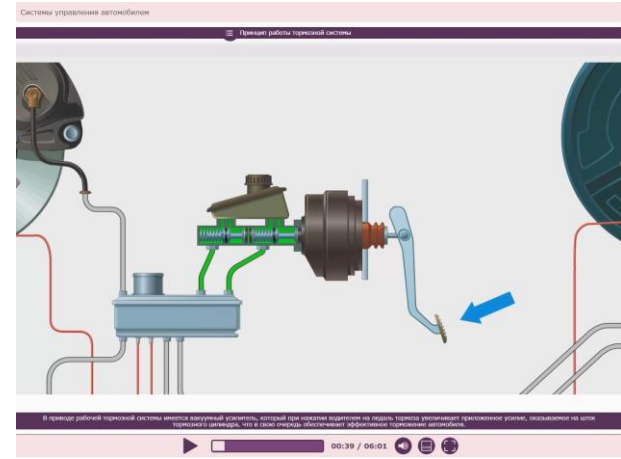 Системы управления автомобилем
Принцип работы тормозной системы
В приводе рабочей тормозной системы имеется вакуумный усилитель, который при нажатии водителем на педаль тормоза увеличивает приложенное усилие, оказываемое на шток
тормозного цилиндра, что в свою очередь обеспечивает эффективное торможение автомобиля.
00:39 / 06:01